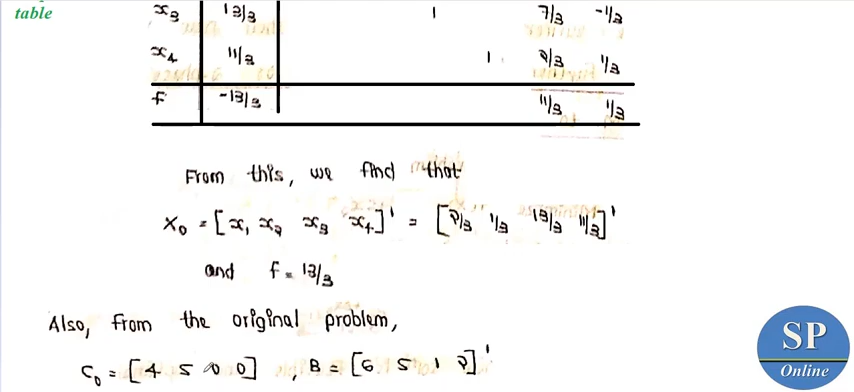 x₃ 13/3 1 7/3 -1/3
table
x₄ 11/3 1 2/3 1/3
f -13/3 11/3 1/3
From this, we find that
X₀ = [x₁ x₂ x₃ x₄]' = [2/3 1/3 13/3 11/3]'
and f = 13/3
Also, from the original problem,
C₀ = [4 5 0 0] , B = [6 5 1 2]'
SP
Online